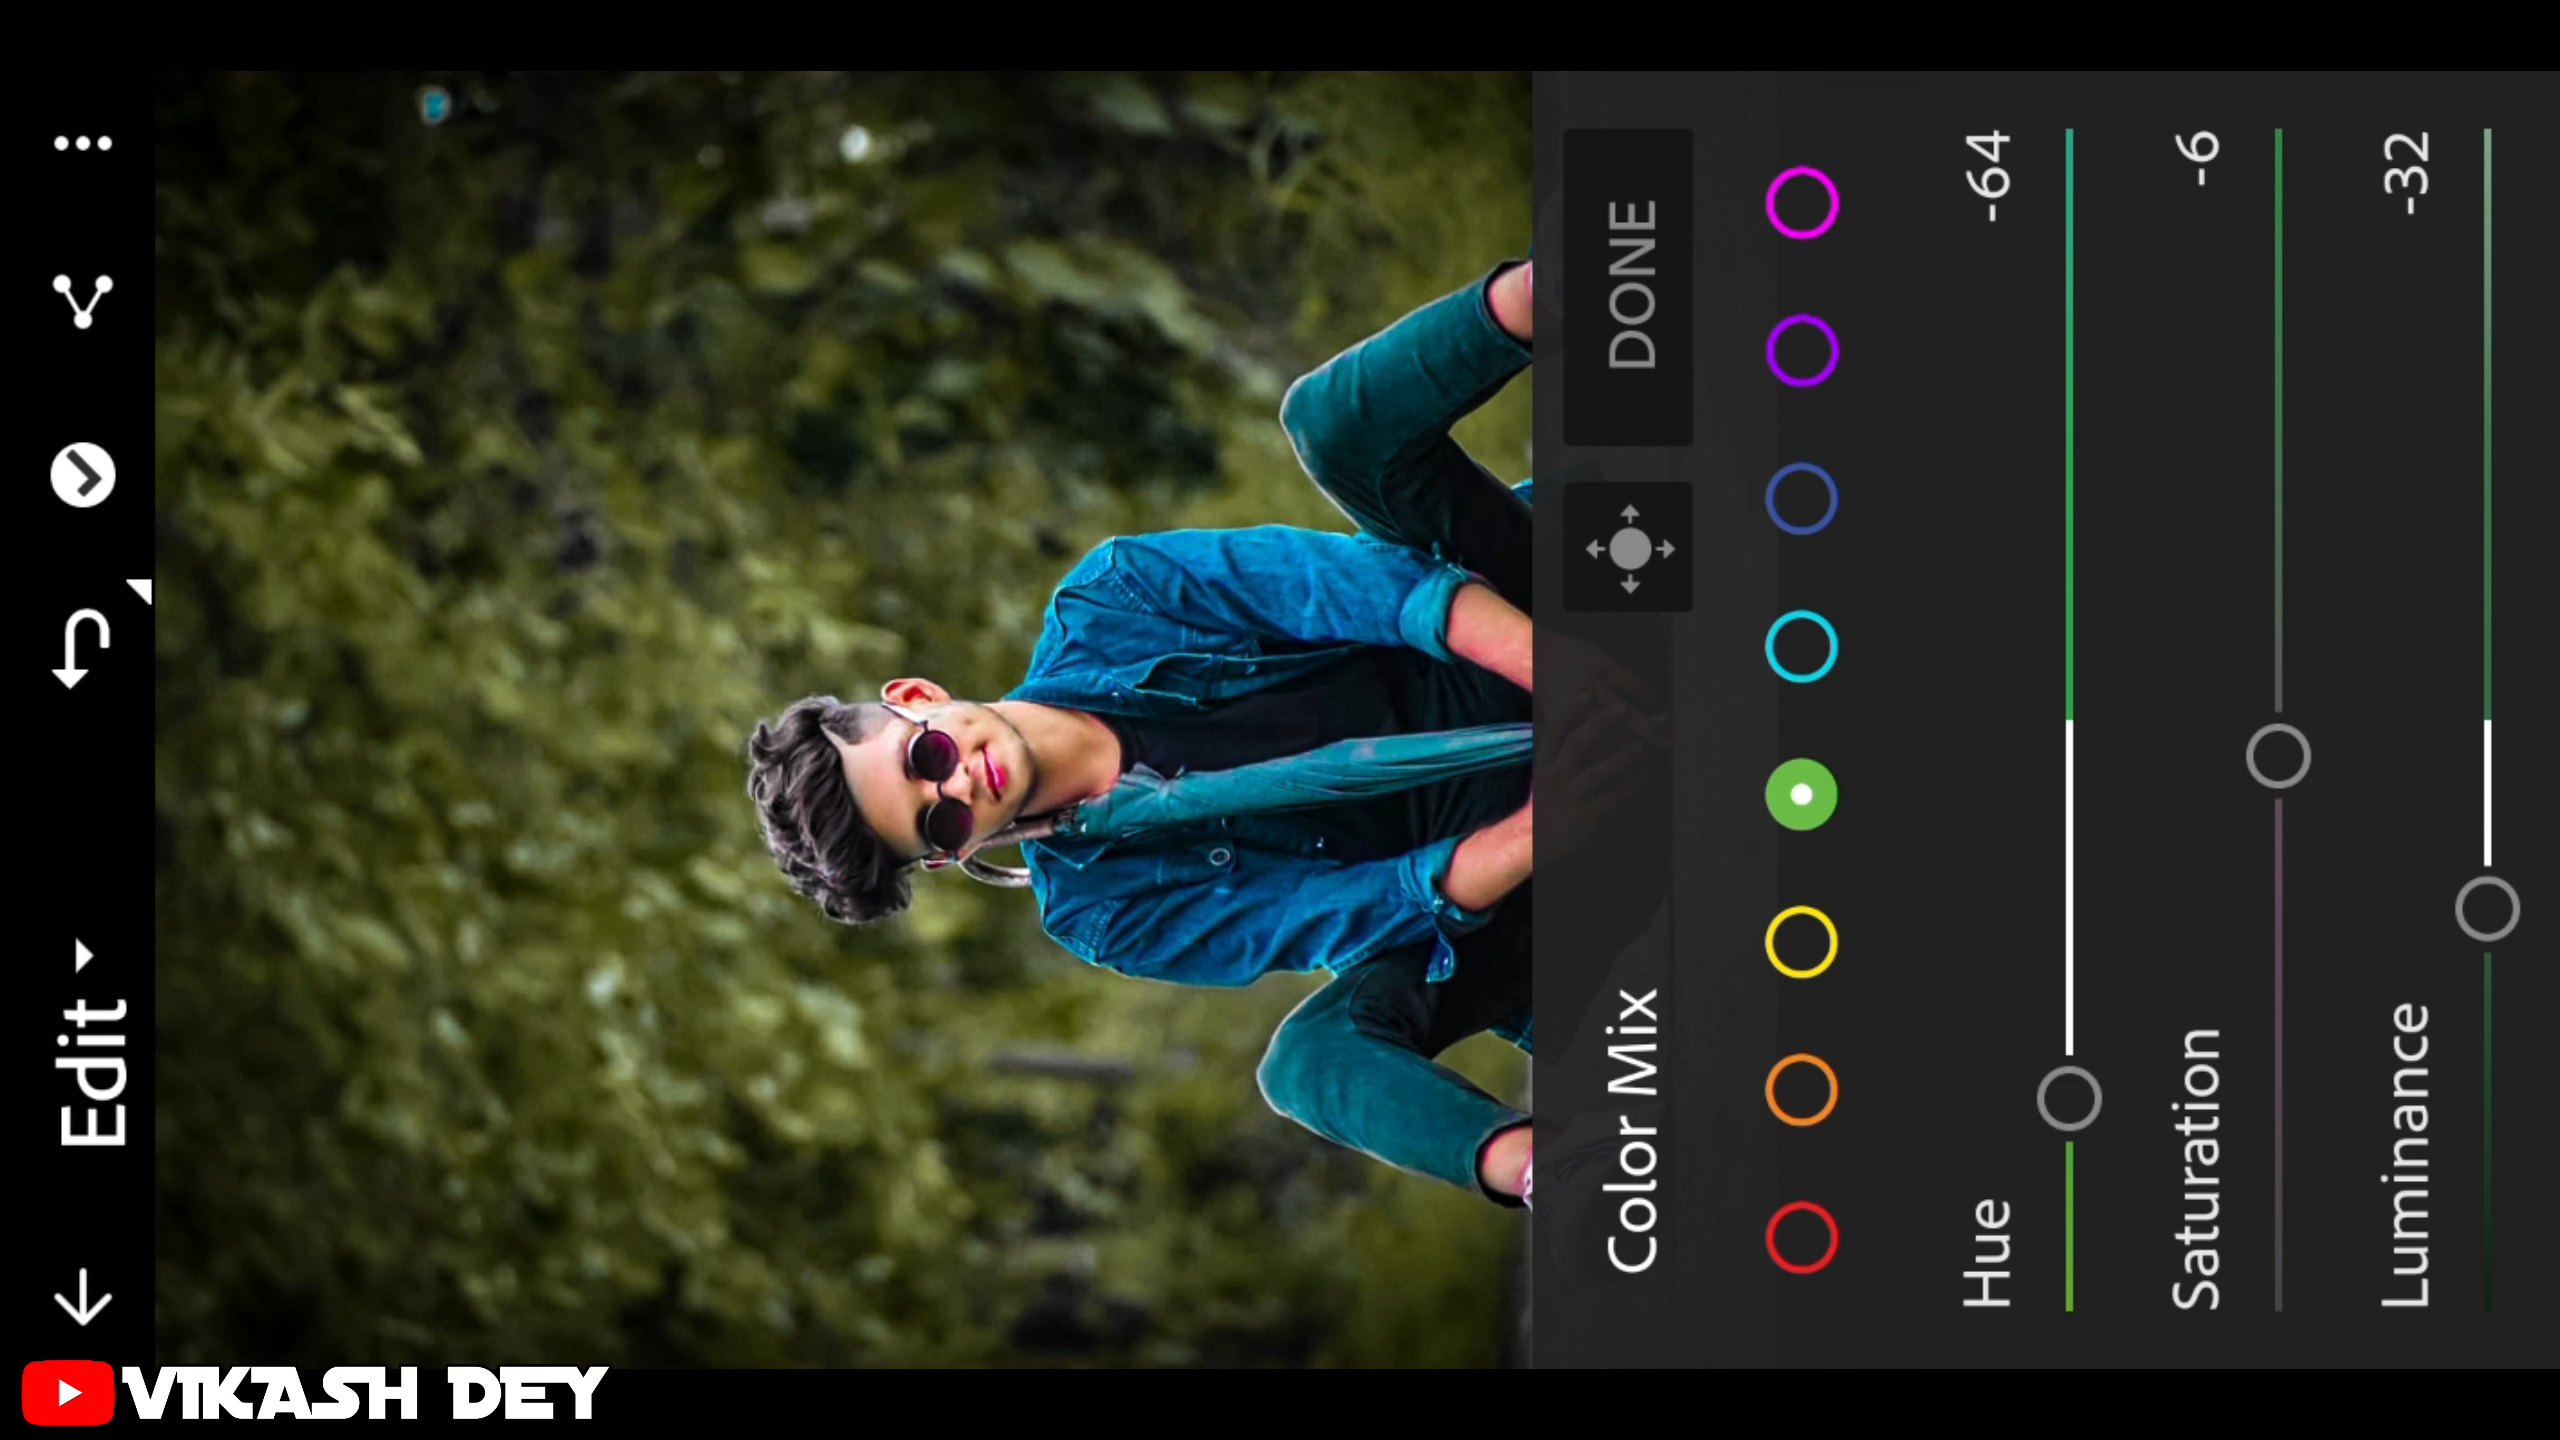 Edit
Color Mix
DONE
Hue
-64
Saturation
-6
Luminance
-32
VIKASH DEY